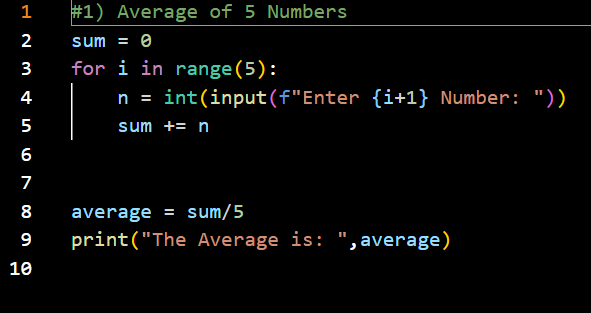 1 #1) Average of 5 Numbers
2 sum = 0
3 for i in range(5):
4     n = int(input(f"Enter {i+1} Number: "))
5     sum += n
6
7
8 average = sum/5
9 print("The Average is: ",average)
10